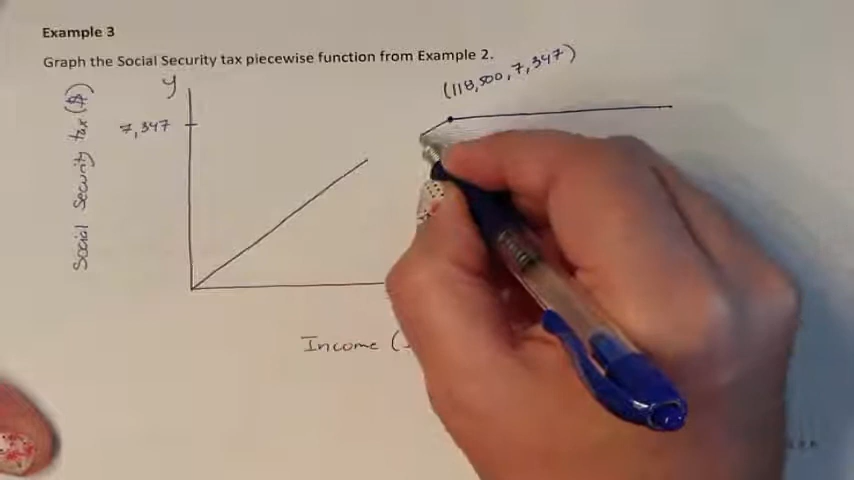 Example 3
Graph the Social Security tax piecewise function from Example 2.
(118,500, 7,347)
y
7,347
Social Security tax ($)
Income (